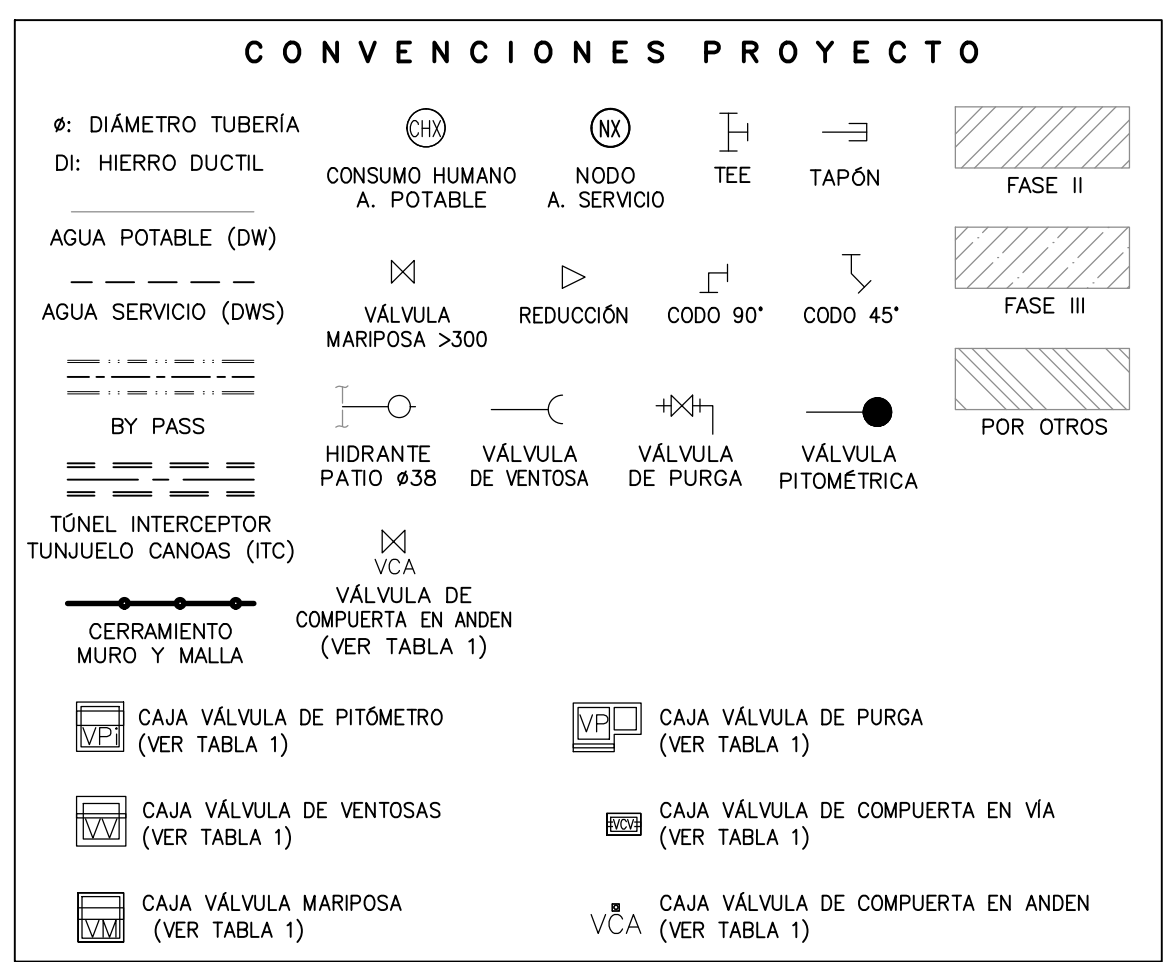 CONVENCIONES PROYECTO
ø: DIÁMETRO TUBERÍA
DI: HIERRO DUCTIL
AGUA POTABLE (DW)
AGUA SERVICIO (DWS)
BY PASS
TÚNEL INTERCEPTOR
TUNJUELO CANOAS (ITC)
CERRAMIENTO
MURO Y MALLA
CHX
CONSUMO HUMANO
A. POTABLE
NX
NODO
A. SERVICIO
TEE
TAPÓN
VÁLVULA
MARIPOSA >300
REDUCCIÓN
CODO 90°
CODO 45°
HIDRANTE
PATIO ø38
VÁLVULA
DE VENTOSA
VÁLVULA
DE PURGA
VÁLVULA
PITOMÉTRICA
VCA
VÁLVULA DE
COMPUERTA EN ANDEN
(VER TABLA 1)
FASE II
FASE III
POR OTROS
VPi
CAJA VÁLVULA DE PITÓMETRO
(VER TABLA 1)
VV
CAJA VÁLVULA DE VENTOSAS
(VER TABLA 1)
VM
CAJA VÁLVULA MARIPOSA
(VER TABLA 1)
VP
CAJA VÁLVULA DE PURGA
(VER TABLA 1)
VCV
CAJA VÁLVULA DE COMPUERTA EN VÍA
(VER TABLA 1)
VCA
CAJA VÁLVULA DE COMPUERTA EN ANDEN
(VER TABLA 1)